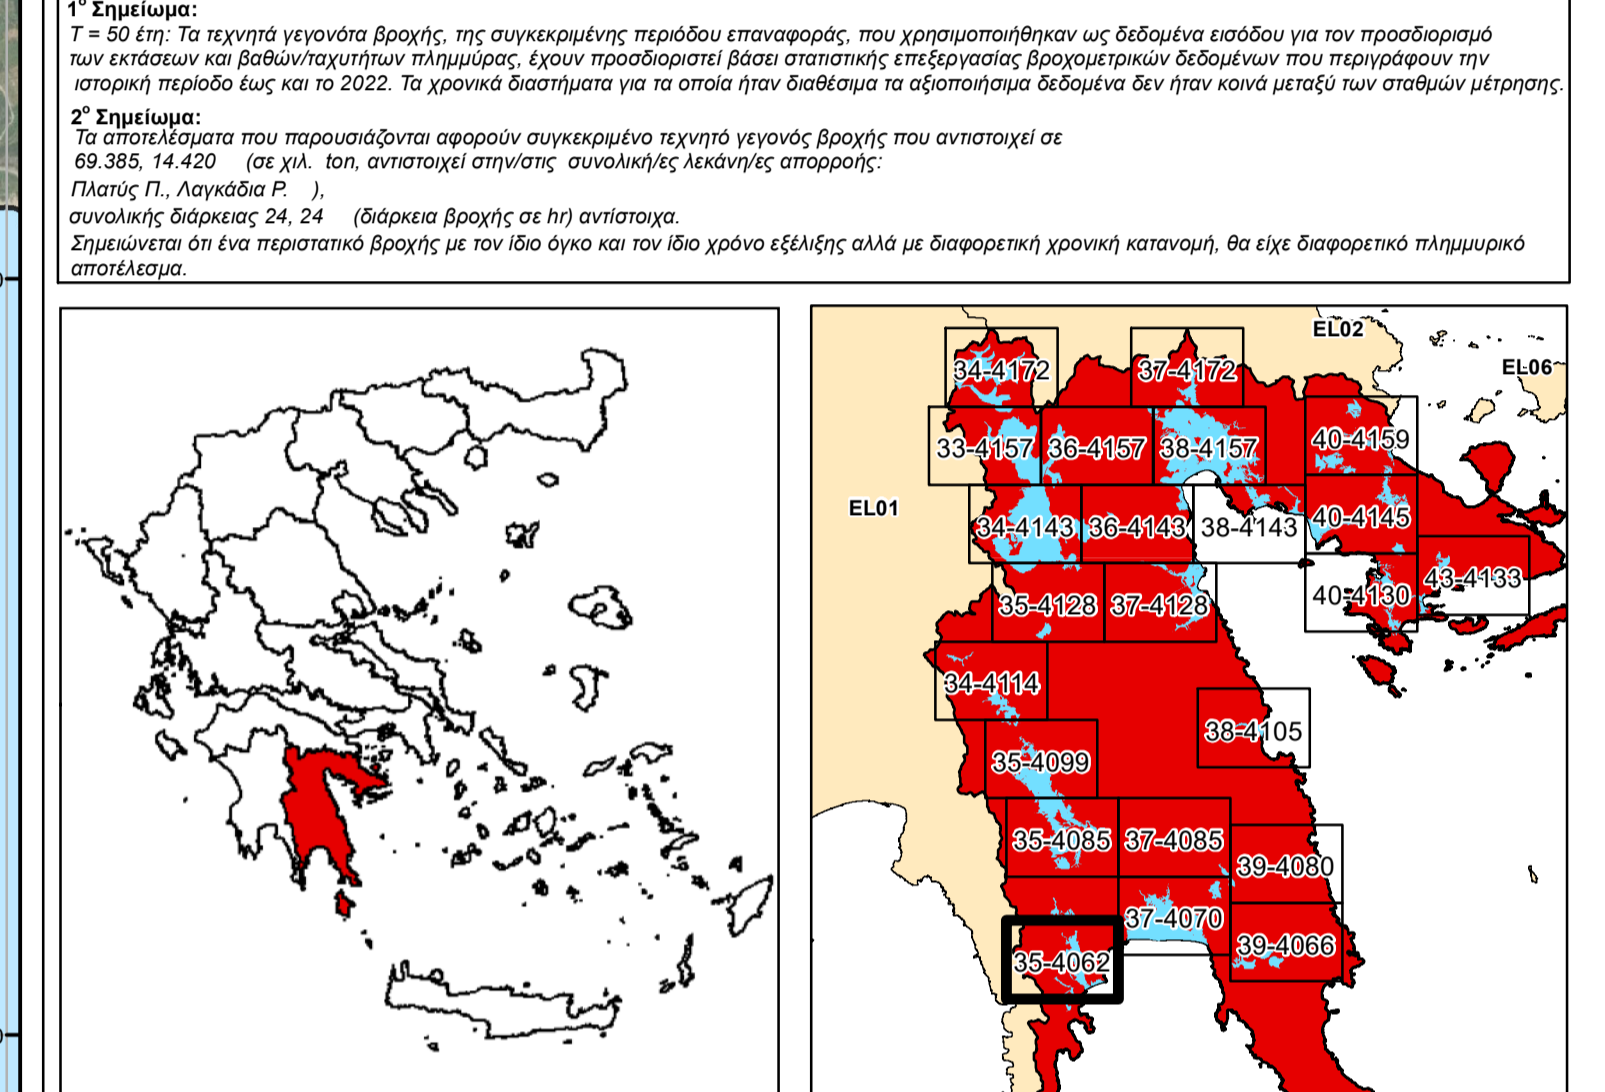 1º Σημείωμα:
T = 50 έτη: Τα τεχνητά γεγονότα βροχής, της συγκεκριμένης περιόδου επαναφοράς, που χρησιμοποιήθηκαν ως δεδομένα εισόδου για τον προσδιορισμό
των εκτάσεων και βαθών/ταχυτήτων πλημμύρας, έχουν προσδιοριστεί βάσει στατιστικής επεξεργασίας βροχομετρικών δεδομένων που περιγράφουν την
ιστορική περίοδο έως και το 2022. Τα χρονικά διαστήματα για τα οποία ήταν διαθέσιμα τα αξιοποιήσιμα δεδομένα δεν ήταν κοινά μεταξύ των σταθμών μέτρησης.
2º Σημείωμα:
Τα αποτελέσματα που παρουσιάζονται αφορούν συγκεκριμένο τεχνητό γεγονός βροχής που αντιστοιχεί σε
69.385, 14.420 (σε χιλ. ton, αντιστοιχεί στην/στις συνολική/ες λεκάνη/ες απορροής:
Πλατύς Π., Λαγκάδια Ρ. ),
συνολικής διάρκειας 24, 24 (διάρκεια βροχής σε hr) αντίστοιχα.
Σημειώνεται ότι ένα περιστατικό βροχής με τον ίδιο όγκο και τον ίδιο χρόνο εξέλιξης αλλά με διαφορετική χρονική κατανομή, θα είχε διαφορετικό πλημμυρικό
αποτέλεσμα.
EL02
EL06
34-4172
37-4172
33-4157
36-4157
38-4157
40-4159
EL01
34-4143
36-4143
38-4143
40-4145
35-4128
37-4128
40-4130
43-4133
34-4114
38-4105
35-4099
35-4085
37-4085
39-4080
37-4070
39-4066
35-4062